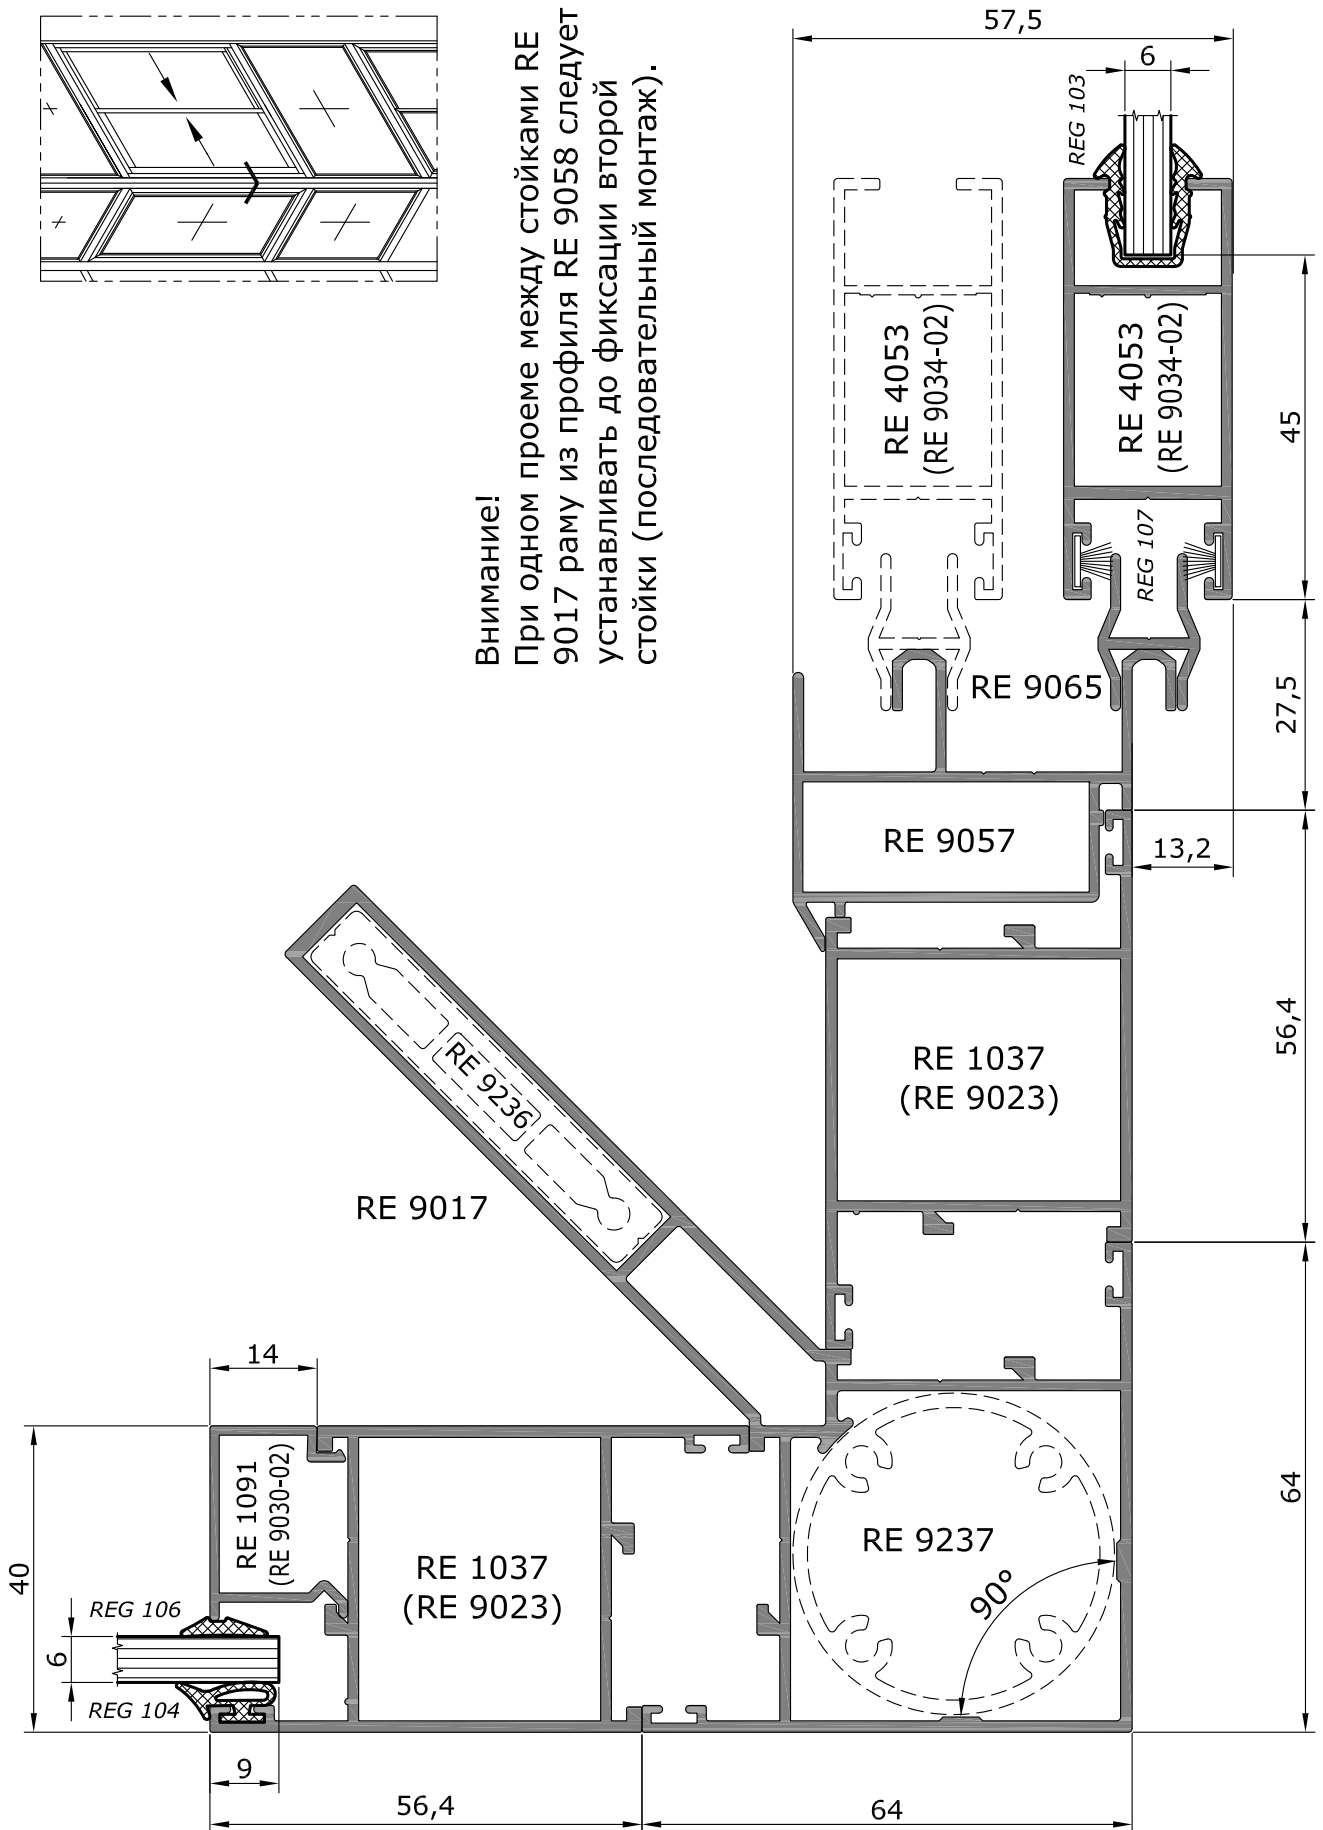 Внимание!
При одном проеме между стойками RE
9017 раму из профиля RE 9058 следует
устанавливать до фиксации второй
стойки (последовательный монтаж).
57,5
6
REG 103
RE 4053
(RE 9034-02)
RE 4053
(RE 9034-02)
45
REG 107
RE 9065
27,5
RE 9057
13,2
RE 1037
(RE 9023)
56,4
RE 9236
RE 9017
14
RE 1091
(RE 9030-02)
RE 1037
(RE 9023)
RE 9237
90°
64
40
REG 106
6
REG 104
9
56,4
64